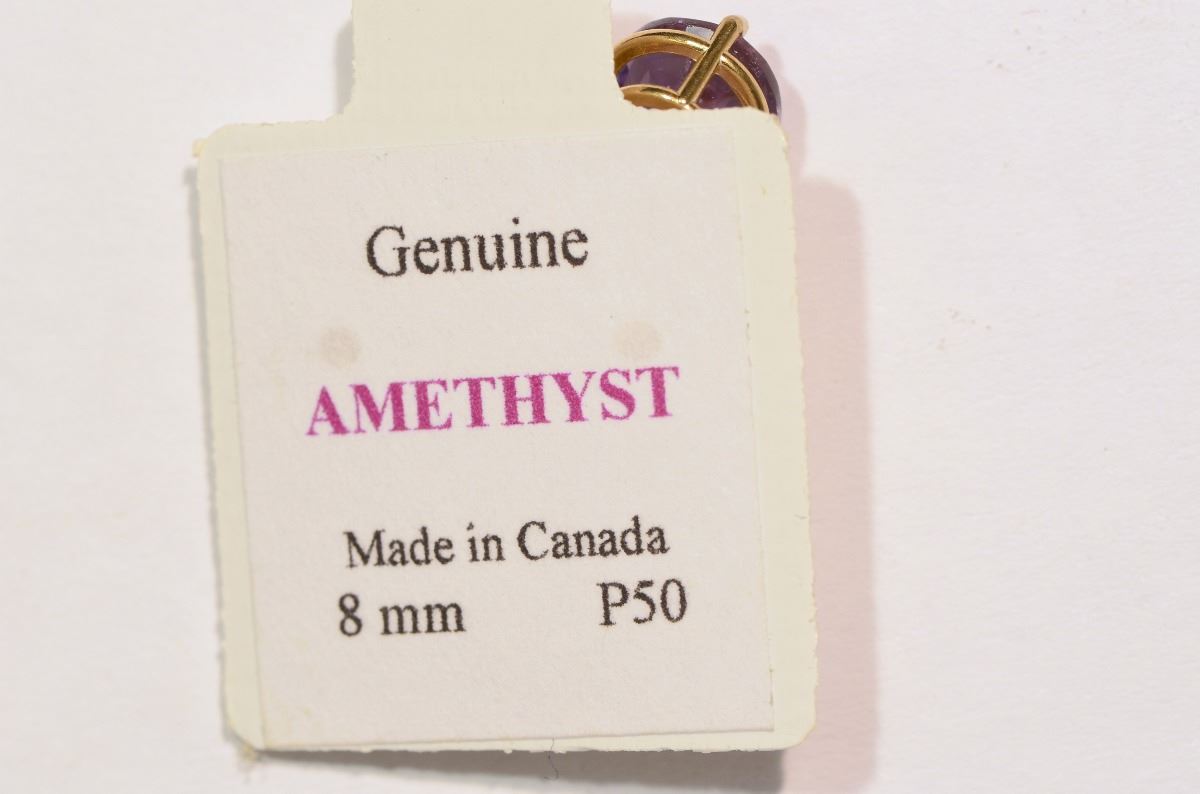 Genuine
AMETHYST
Made in Canada
8 mm P50